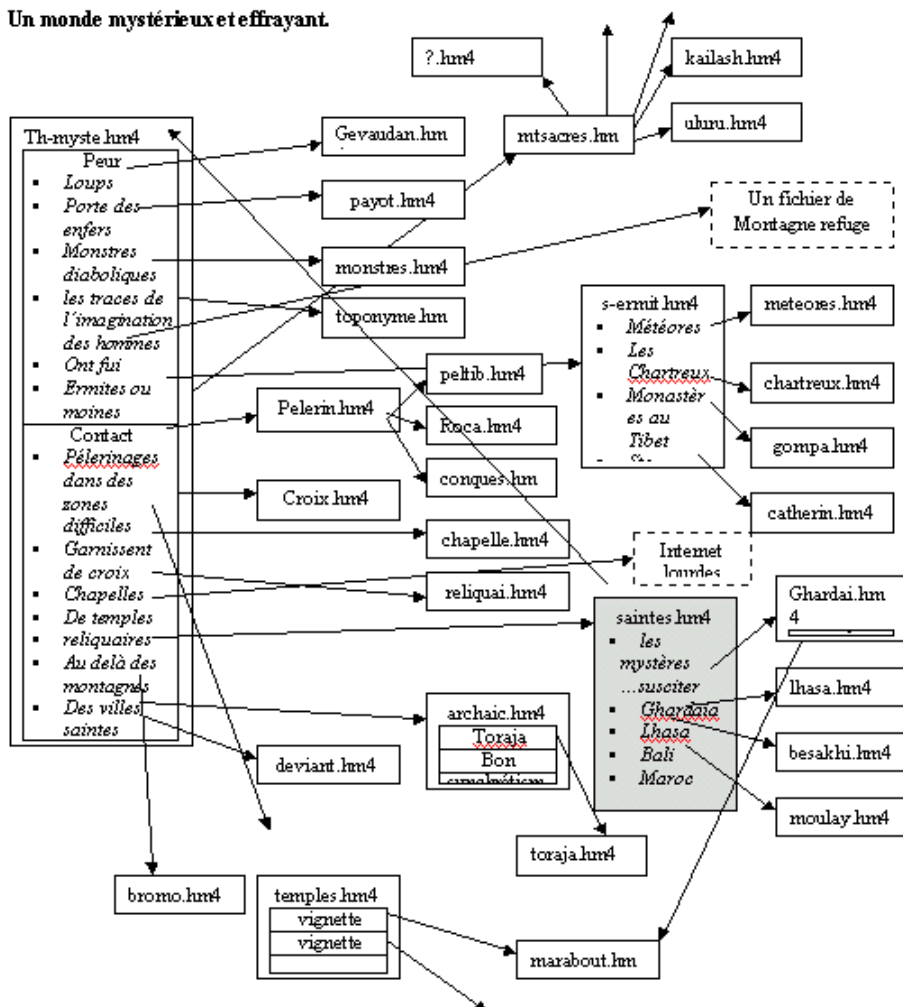 Un monde mystérieux et effrayant.
?.hm4
kailash.hm4
mtsacres.hm
uluru.hm4
Th-myste.hm4
Peur
Loups
Porte des
enfers
Monstres
diaboliques
les traces de
l'imagination
des hommes
Ont fui
Ermites ou
moines
Contact
Pélerinages
dans des
zones
difficiles
Garnissent
de croix
Chapelles
De temples
reliquaires
Au delà des
montagnes
Des villes
saintes
Gevaudan.hm
payot.hm4
monstres.hm4
toponyme.hm
Un fichier de
Montagne refuge
s-ermit.hm4
Météores
Les
Chartreux
Monastèr
es au
Tibet
meteores.hm4
chartreux.hm4
gompa.hm4
catherin.hm4
peltib.hm4
Pelerin.hm4
Roca.hm4
conques.hm
Croix.hm4
chapelle.hm4
Internet
lourdes
reliquai.hm4
saintes.hm4
les
mystères
...susciter
Ghardaïa
Lhasa
Bali
Maroc
Ghardai.hm
4
lhasa.hm4
besakhi.hm4
moulay.hm4
archaic.hm4
Toraja
Bon
deviant.hm4
toraja.hm4
bromo.hm4
temples.hm4
vignette
vignette
marabout.hm